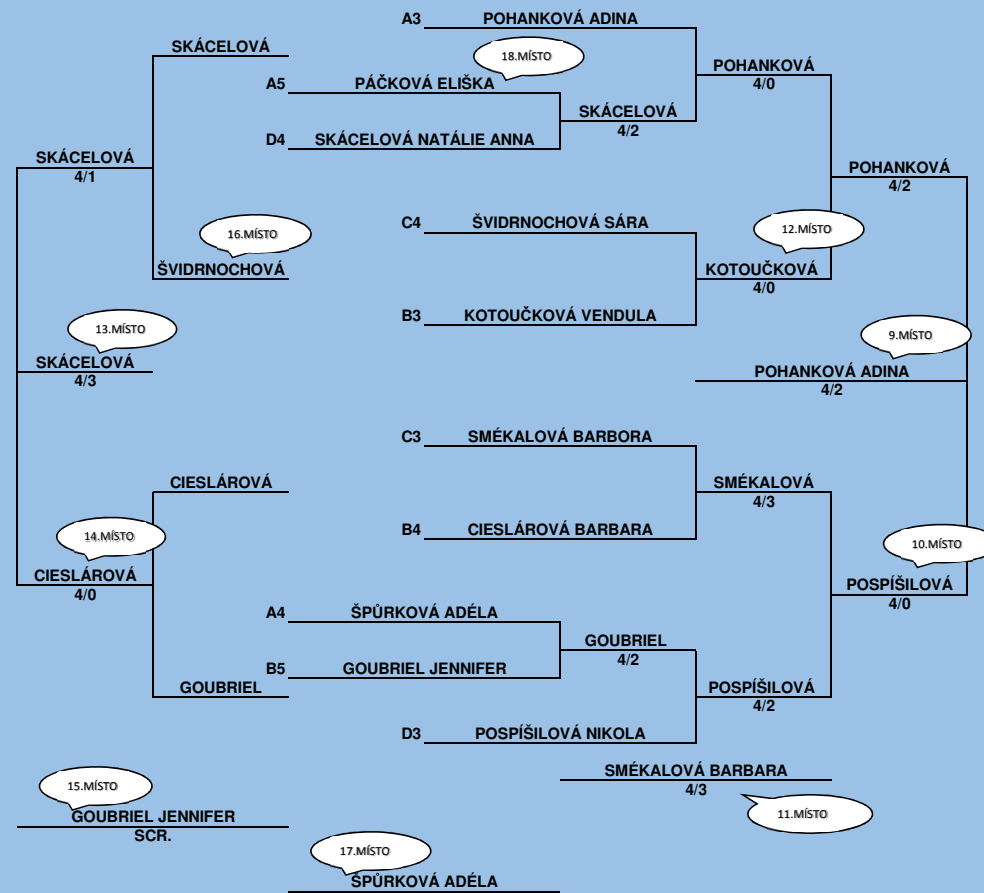 A3 POHANKOVÁ ADINA
SKÁCELOVÁ
18.MÍSTO
POHANKOVÁ
4/0
A5 PÁČKOVÁ ELIŠKA
SKÁCELOVÁ
4/2
D4 SKÁCELOVÁ NATÁLIE ANNA
SKÁCELOVÁ
4/1
POHANKOVÁ
4/2
C4 ŠVIDRNOCHOVÁ SÁRA
16.MÍSTO
12.MÍSTO
ŠVIDRNOCHOVÁ
KOTOUČKOVÁ
4/0
B3 KOTOUČKOVÁ VENDULA
13.MÍSTO
9.MÍSTO
SKÁCELOVÁ
4/3
POHANKOVÁ ADINA
4/2
C3 SMÉKALOVÁ BARBORA
CIESLÁROVÁ
SMÉKALOVÁ
4/3
B4 CIESLÁROVÁ BARBARA
14.MÍSTO
10.MÍSTO
CIESLÁROVÁ
4/0
POSPÍŠILOVÁ
4/0
A4 ŠPŮRKOVÁ ADÉLA
GOUBRIEL
4/2
B5 GOUBRIEL JENNIFER
GOUBRIEL
POSPÍŠILOVÁ
4/2
D3 POSPÍŠILOVÁ NIKOLA
SMÉKALOVÁ BARBARA
4/3
15.MÍSTO
11.MÍSTO
GOUBRIEL JENNIFER
SCR.
17.MÍSTO
ŠPŮRKOVÁ ADÉLA